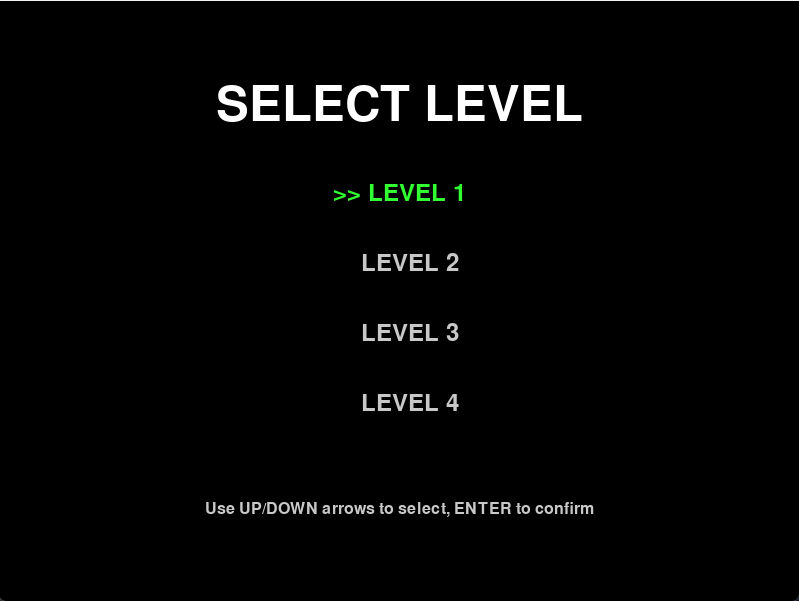 SELECT LEVEL
>> LEVEL 1
LEVEL 2
LEVEL 3
LEVEL 4
Use UP/DOWN arrows to select, ENTER to confirm